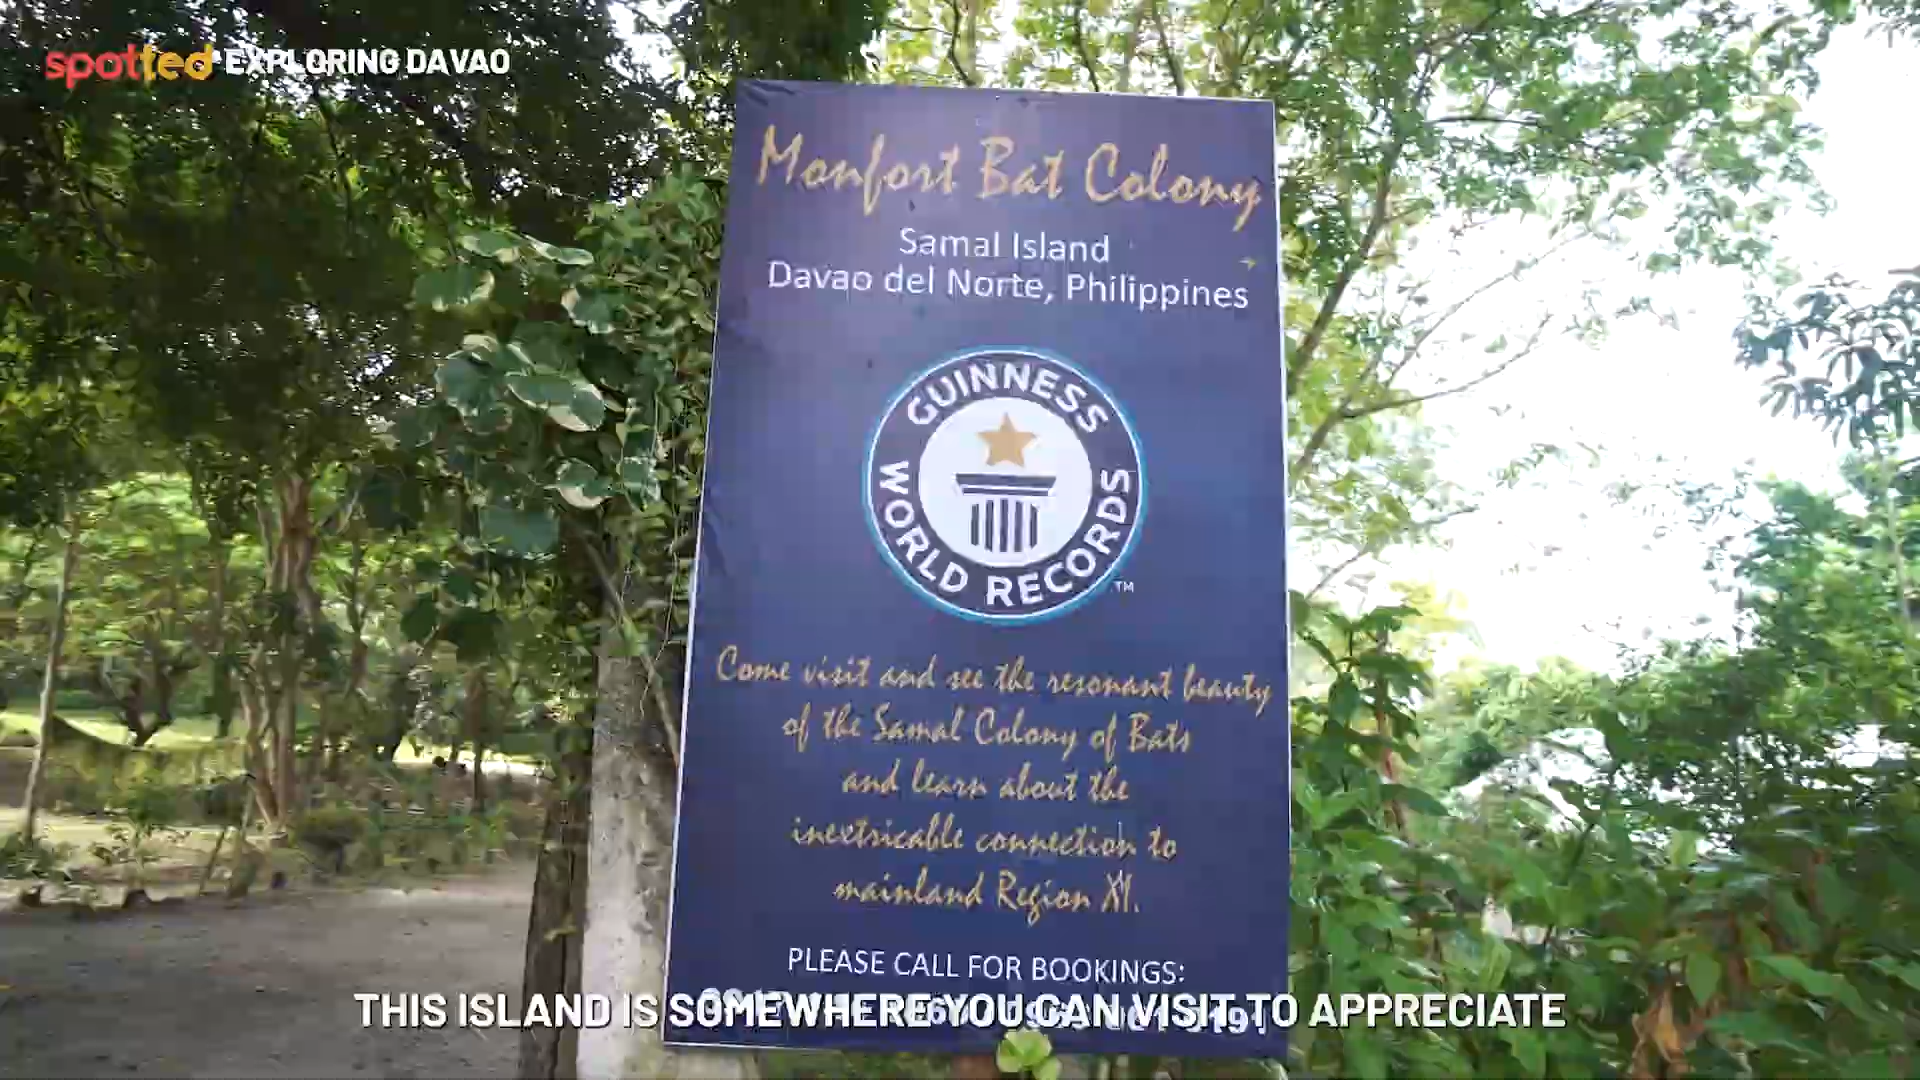 spotted EXPLORING DAVAO
Monfort Bat Colony
Samal Island
Davao del Norte, Philippines
GUINNESS
WORLD RECORDS
TM
Come visit and see the resonant beauty
of the Samal Colony of Bats
and learn about the
inextricable connection to
mainland Region XI.
PLEASE CALL FOR BOOKINGS:
THIS ISLAND IS SOMEWHERE YOU CAN VISIT TO APPRECIATE